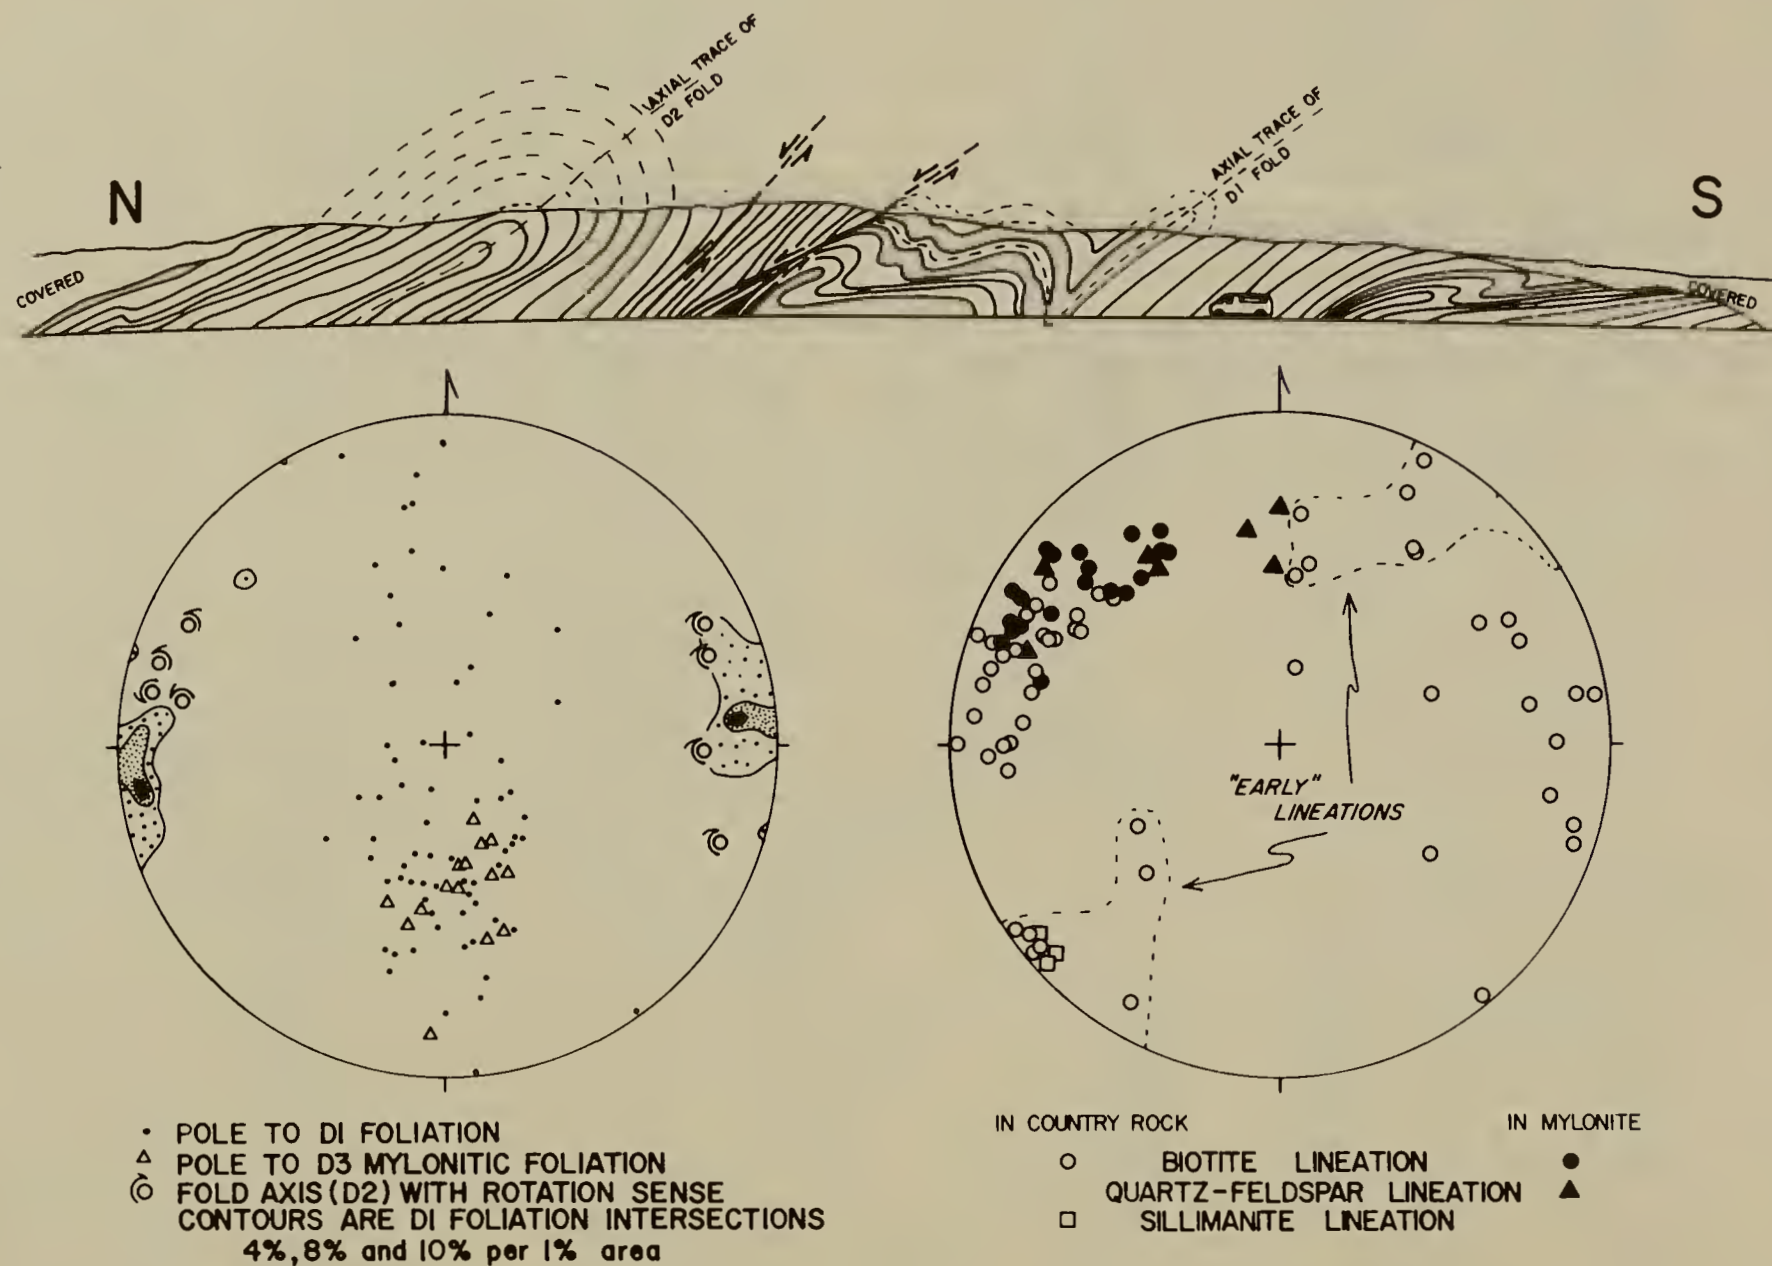 AXIAL TRACE OF
D2 FOLD
AXIAL TRACE OF
D1 FOLD
N
S
COVERED
COVERED
"EARLY"
LINEATIONS
• POLE TO DI FOLIATION
△ POLE TO D3 MYLONITIC FOLIATION
FOLD AXIS (D2) WITH ROTATION SENSE
CONTOURS ARE DI FOLIATION INTERSECTIONS
4%, 8% and 10% per 1% area
IN COUNTRY ROCK IN MYLONITE
○ BIOTITE LINEATION ●
QUARTZ-FELDSPAR LINEATION ▲
□ SILLIMANITE LINEATION